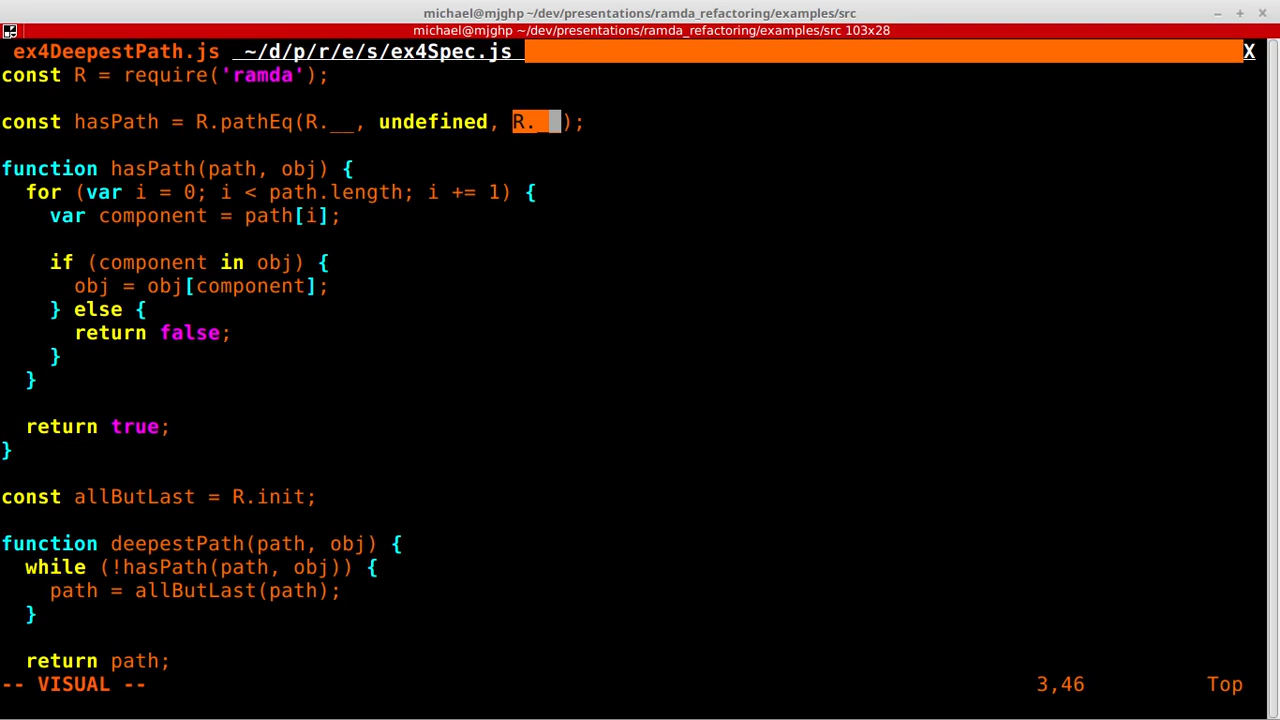 michael@mjghp ~/dev/presentations/ramda_refactoring/examples/src
michael@mjghp ~/dev/presentations/ramda_refactoring/examples/src 103x28
ex4DeepestPath.js  ~/d/p/r/e/s/ex4Spec.js X
const R = require('ramda');
const hasPath = R.pathEq(R.__, undefined, R.__);
function hasPath(path, obj) {
  for (var i = 0; i < path.length; i += 1) {
    var component = path[i];
    if (component in obj) {
      obj = obj[component];
    } else {
      return false;
    }
  }
  return true;
}
const allButLast = R.init;
function deepestPath(path, obj) {
  while (!hasPath(path, obj)) {
    path = allButLast(path);
  }
  return path;
-- VISUAL -- 3,46 Top